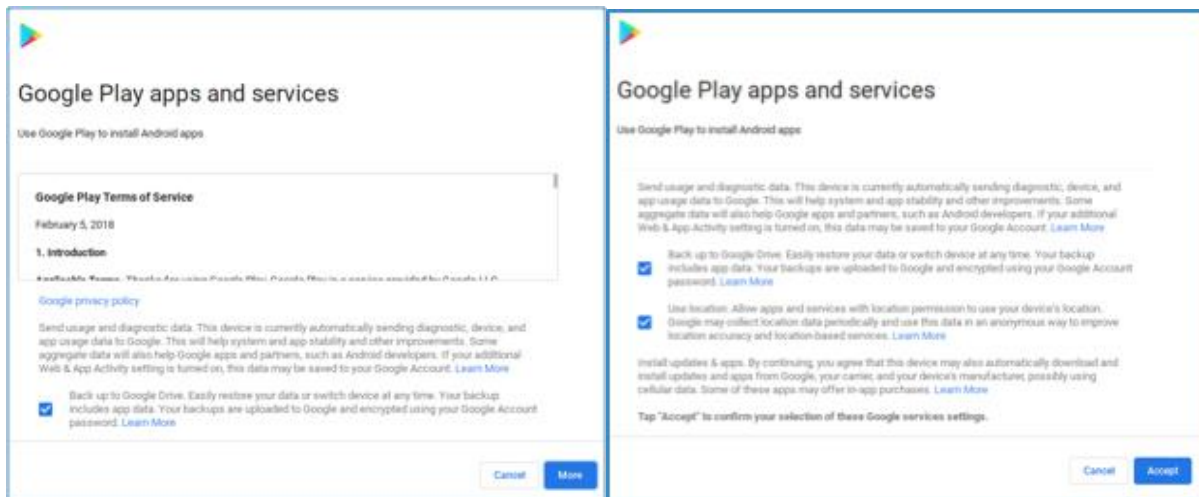 Google Play apps and services
Use Google Play to install Android apps
Google Play Terms of Service
February 5, 2018
1. Introduction
Applicable Terms. Thanks for using Google Play. Google Play is a service provided by Google LLC
Google privacy policy
Send usage and diagnostic data. This device is currently automatically sending diagnostic, device, and
app usage data to Google. This will help system and app stability and other improvements. Some
aggregate data will also help Google apps and partners, such as Android developers. If your additional
Web & App Activity setting is turned on, this data may be saved to your Google Account. Learn More
Back up to Google Drive. Easily restore your data or switch device at any time. Your backup
includes app data. Your backups are uploaded to Google and encrypted using your Google Account
password. Learn More
Cancel
More
Google Play apps and services
Use Google Play to install Android apps
Send usage and diagnostic data. This device is currently automatically sending diagnostic, device, and
app usage data to Google. This will help system and app stability and other improvements. Some
aggregate data will also help Google apps and partners, such as Android developers. If your additional
Web & App Activity setting is turned on, this data may be saved to your Google Account. Learn More
Back up to Google Drive. Easily restore your data or switch device at any time. Your backup
includes app data. Your backups are uploaded to Google and encrypted using your Google Account
password. Learn More
Use location. Allow apps and services with location permission to use your device's location.
Google may collect location data periodically and use this data in an anonymous way to improve
location accuracy and location-based services. Learn More
Install updates & apps. By continuing, you agree that this device may also automatically download and
install updates and apps from Google, your carrier, and your device's manufacturer, possibly using
cellular data. Some of these apps may offer in-app purchases. Learn More
Tap "Accept" to confirm your selection of these Google services settings.
Cancel
Accept